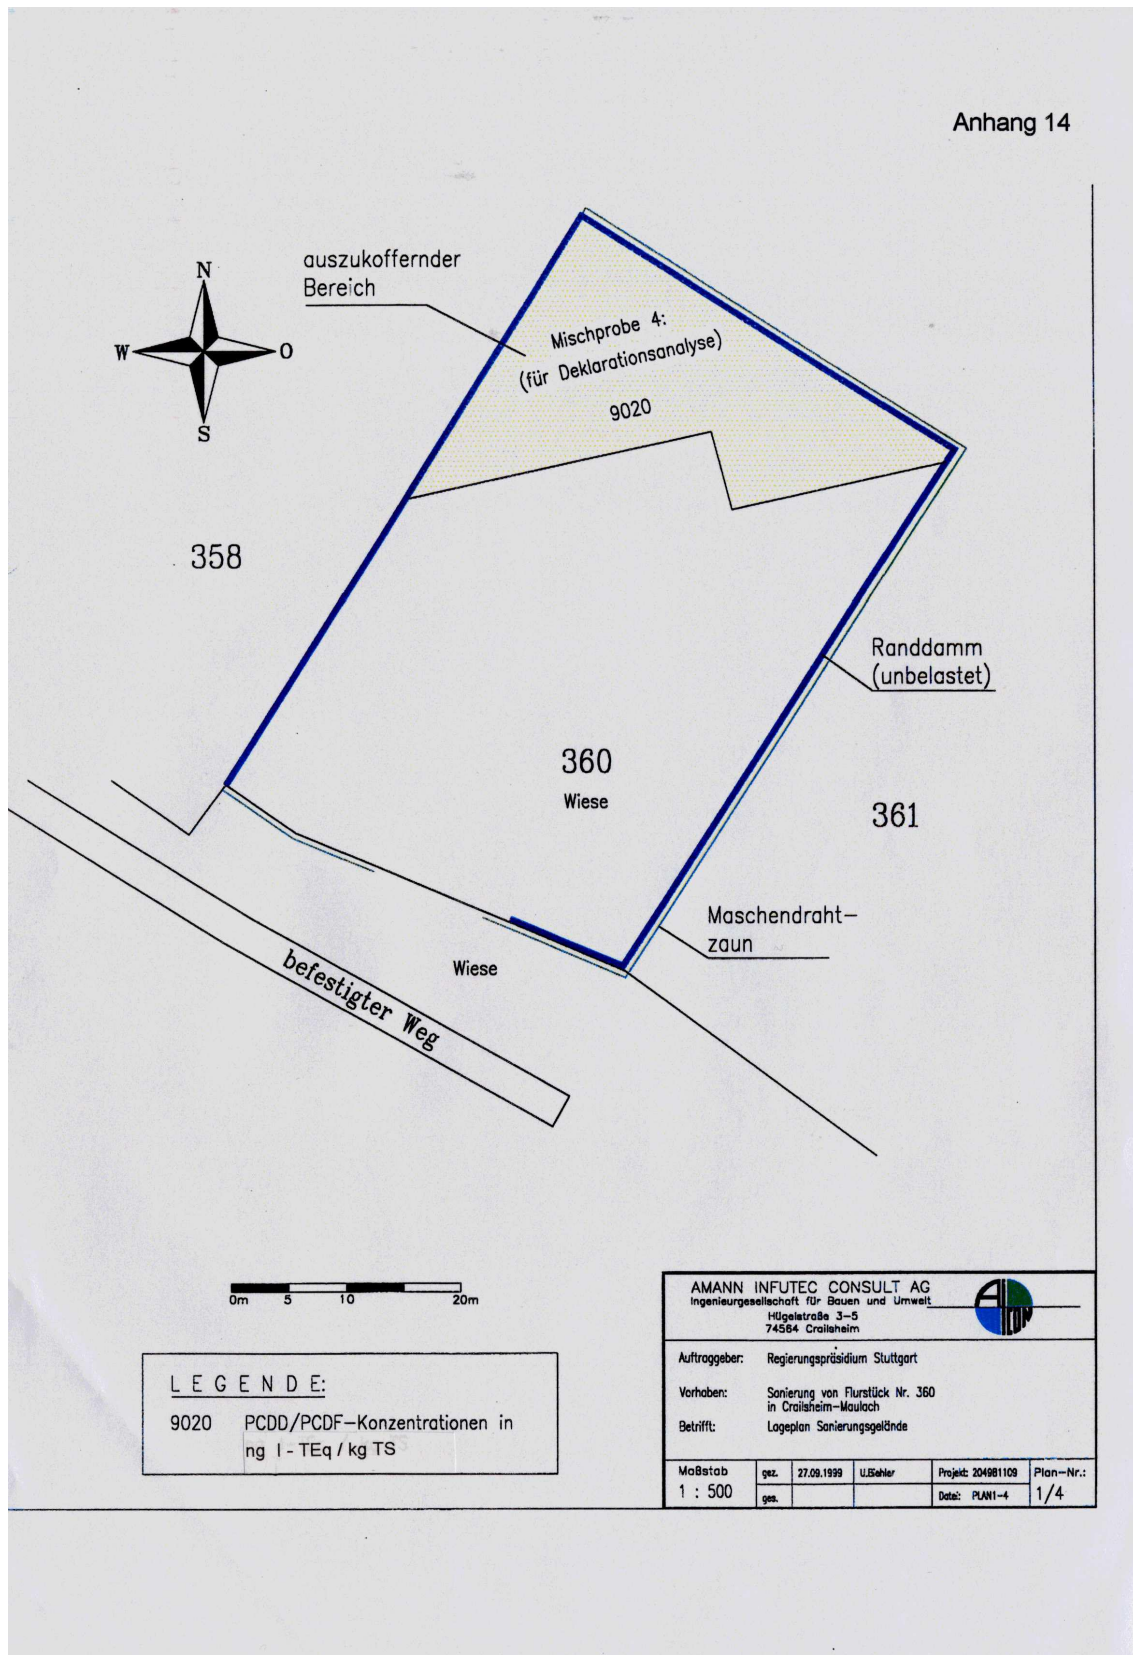 Anhang 14
auszukoffernder
Bereich
N
W
O
S
Mischprobe 4:
(für Deklarationsanalyse)
9020
358
Randdamm
(unbelastet)
360
Wiese
361
Maschendraht-
zaun
Wiese
befestigter Weg
0m 5 10 20m
LEGENDE:
9020 PCDD/PCDF-Konzentrationen in
ng I-TEq / kg TS
AMANN INFUTEC CONSULT AG
Ingenieurgesellschaft für Bauen und Umwelt
Hügelstraße 3-5
74564 Crailsheim
Auftraggeber: Regierungspräsidium Stuttgart
Vorhaben: Sanierung von Flurstück Nr. 360
in Crailsheim-Maulach
Betrifft: Lageplan Sanierungsgelände
Maßstab
1 : 500
gez. 27.09.1999
Projekt: 204981109
Plan-Nr.:
ges.
Datei: PLAN1-4
1/4